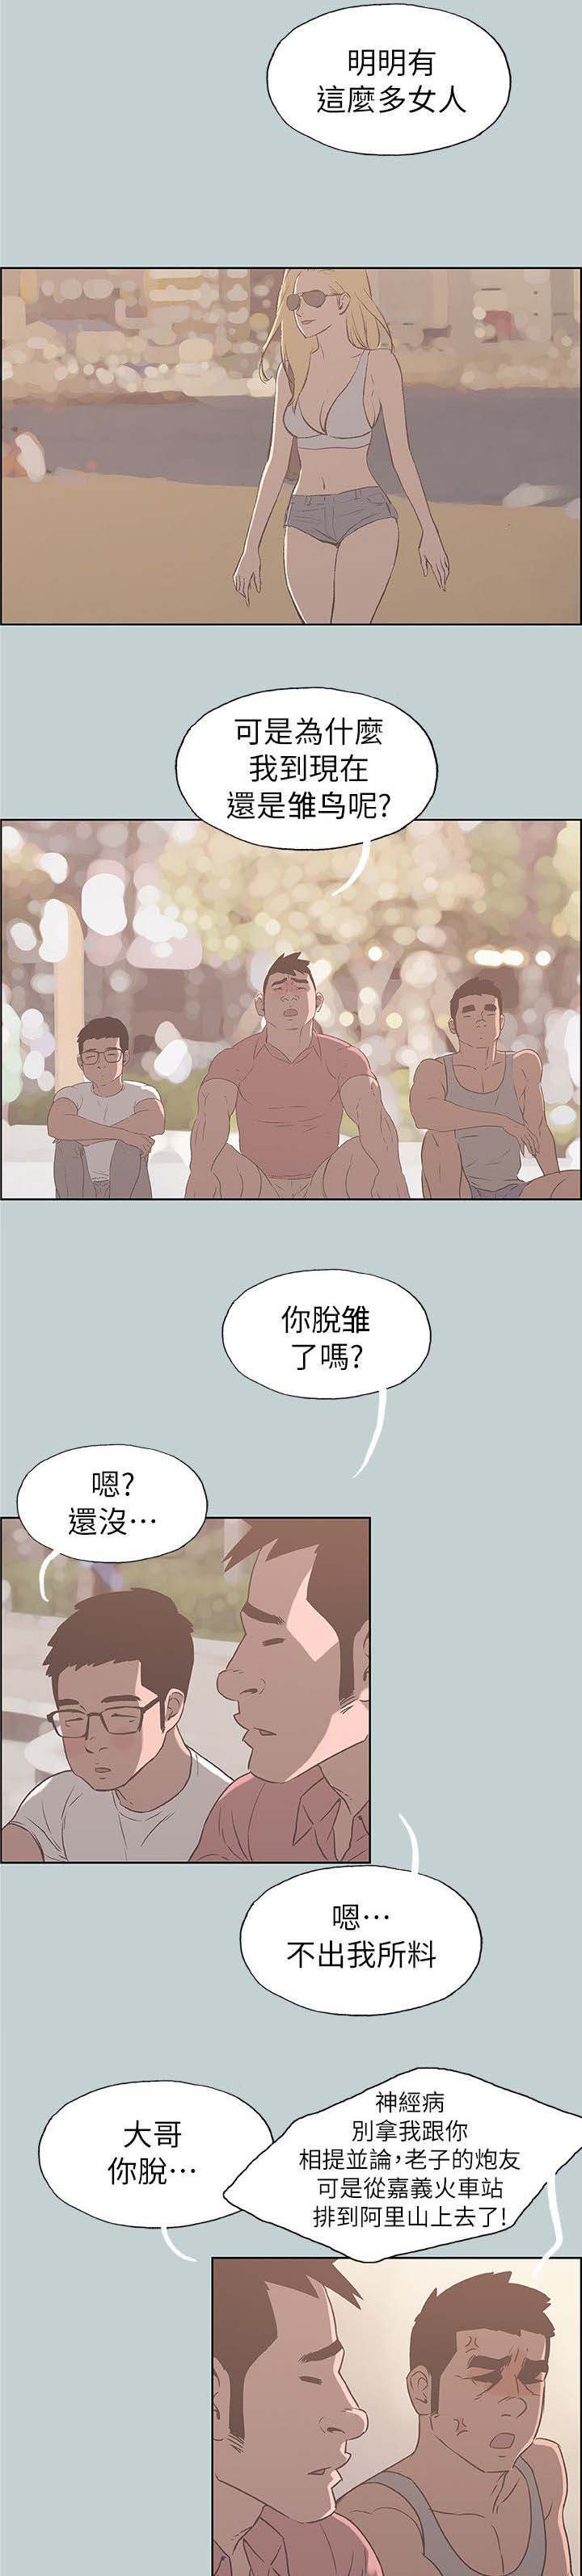 明明有
這麼多女人
可是為什麼
我到現在
還是雏鸟呢?
你脫雏
了嗎?
嗯?
還沒…
嗯…
不出我所料
大哥
你脫…
神經病
別拿我跟你
相提並論,老子的炮友
可是從嘉義火車站
排到阿里山上去了!